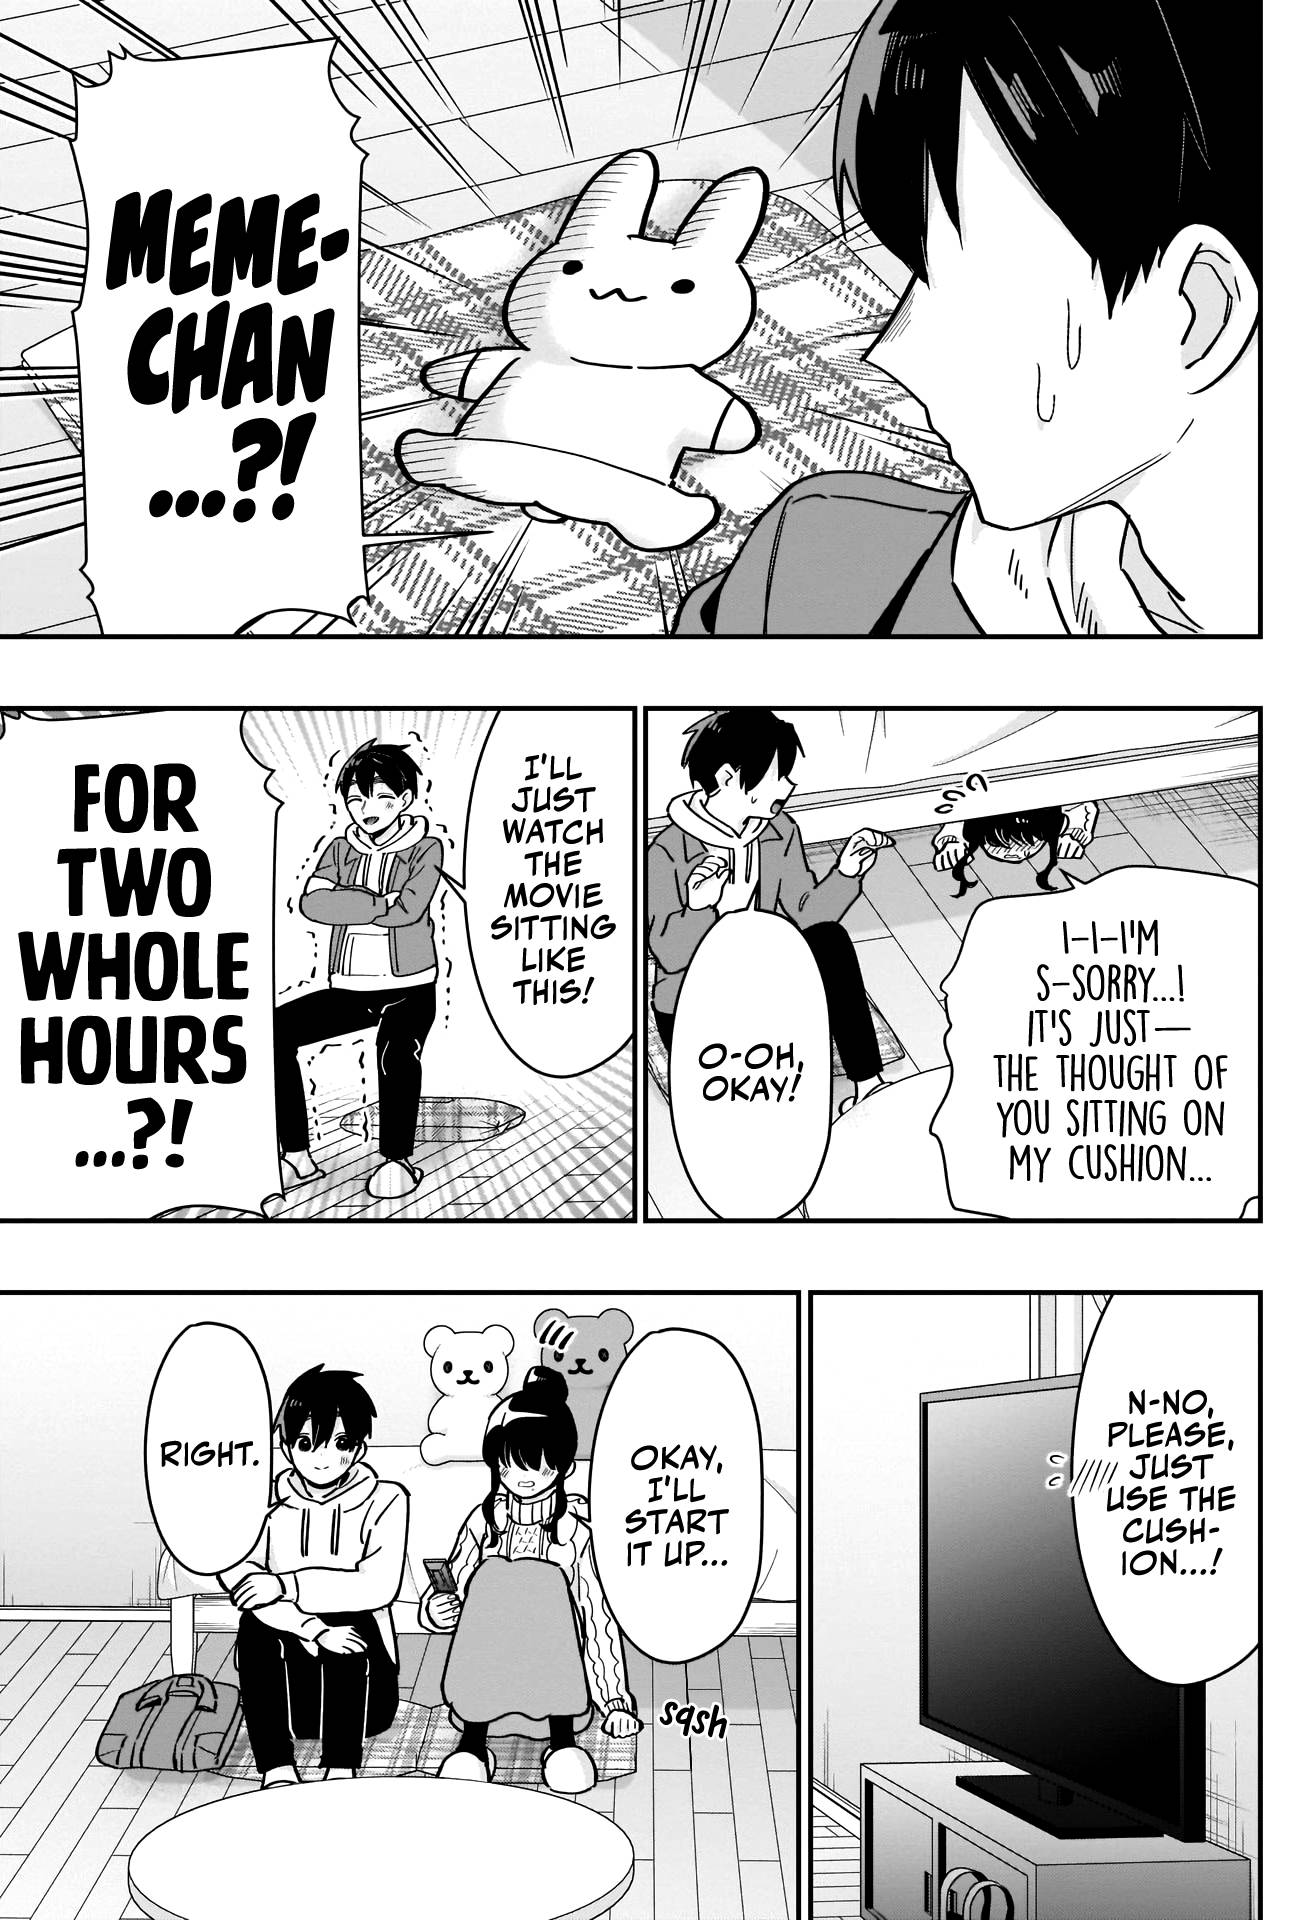 MEME-
CHAN
...?!
I-I-I'M
S-SORRY...!
IT'S JUST—
THE THOUGHT OF
YOU SITTING ON
MY CUSHION...
O-OH,
OKAY!
I'LL
JUST
WATCH
THE
MOVIE
SITTING
LIKE
THIS!
FOR
TWO
WHOLE
HOURS
...?!
N-NO,
PLEASE,
JUST
USE THE
CUSH-
ION...!
OKAY,
I'LL
START
IT UP...
RIGHT.
sqsh